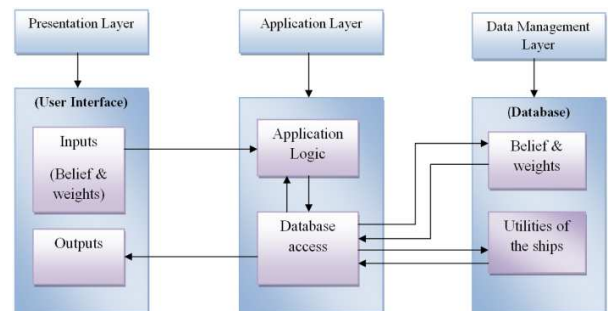 Presentation Layer
Application Layer
Data Management
Layer
(User Interface)
Inputs
(Belief &
weights)
Outputs
Application
Logic
Database
access
(Database)
Belief &
weights
Utilities of
the ships